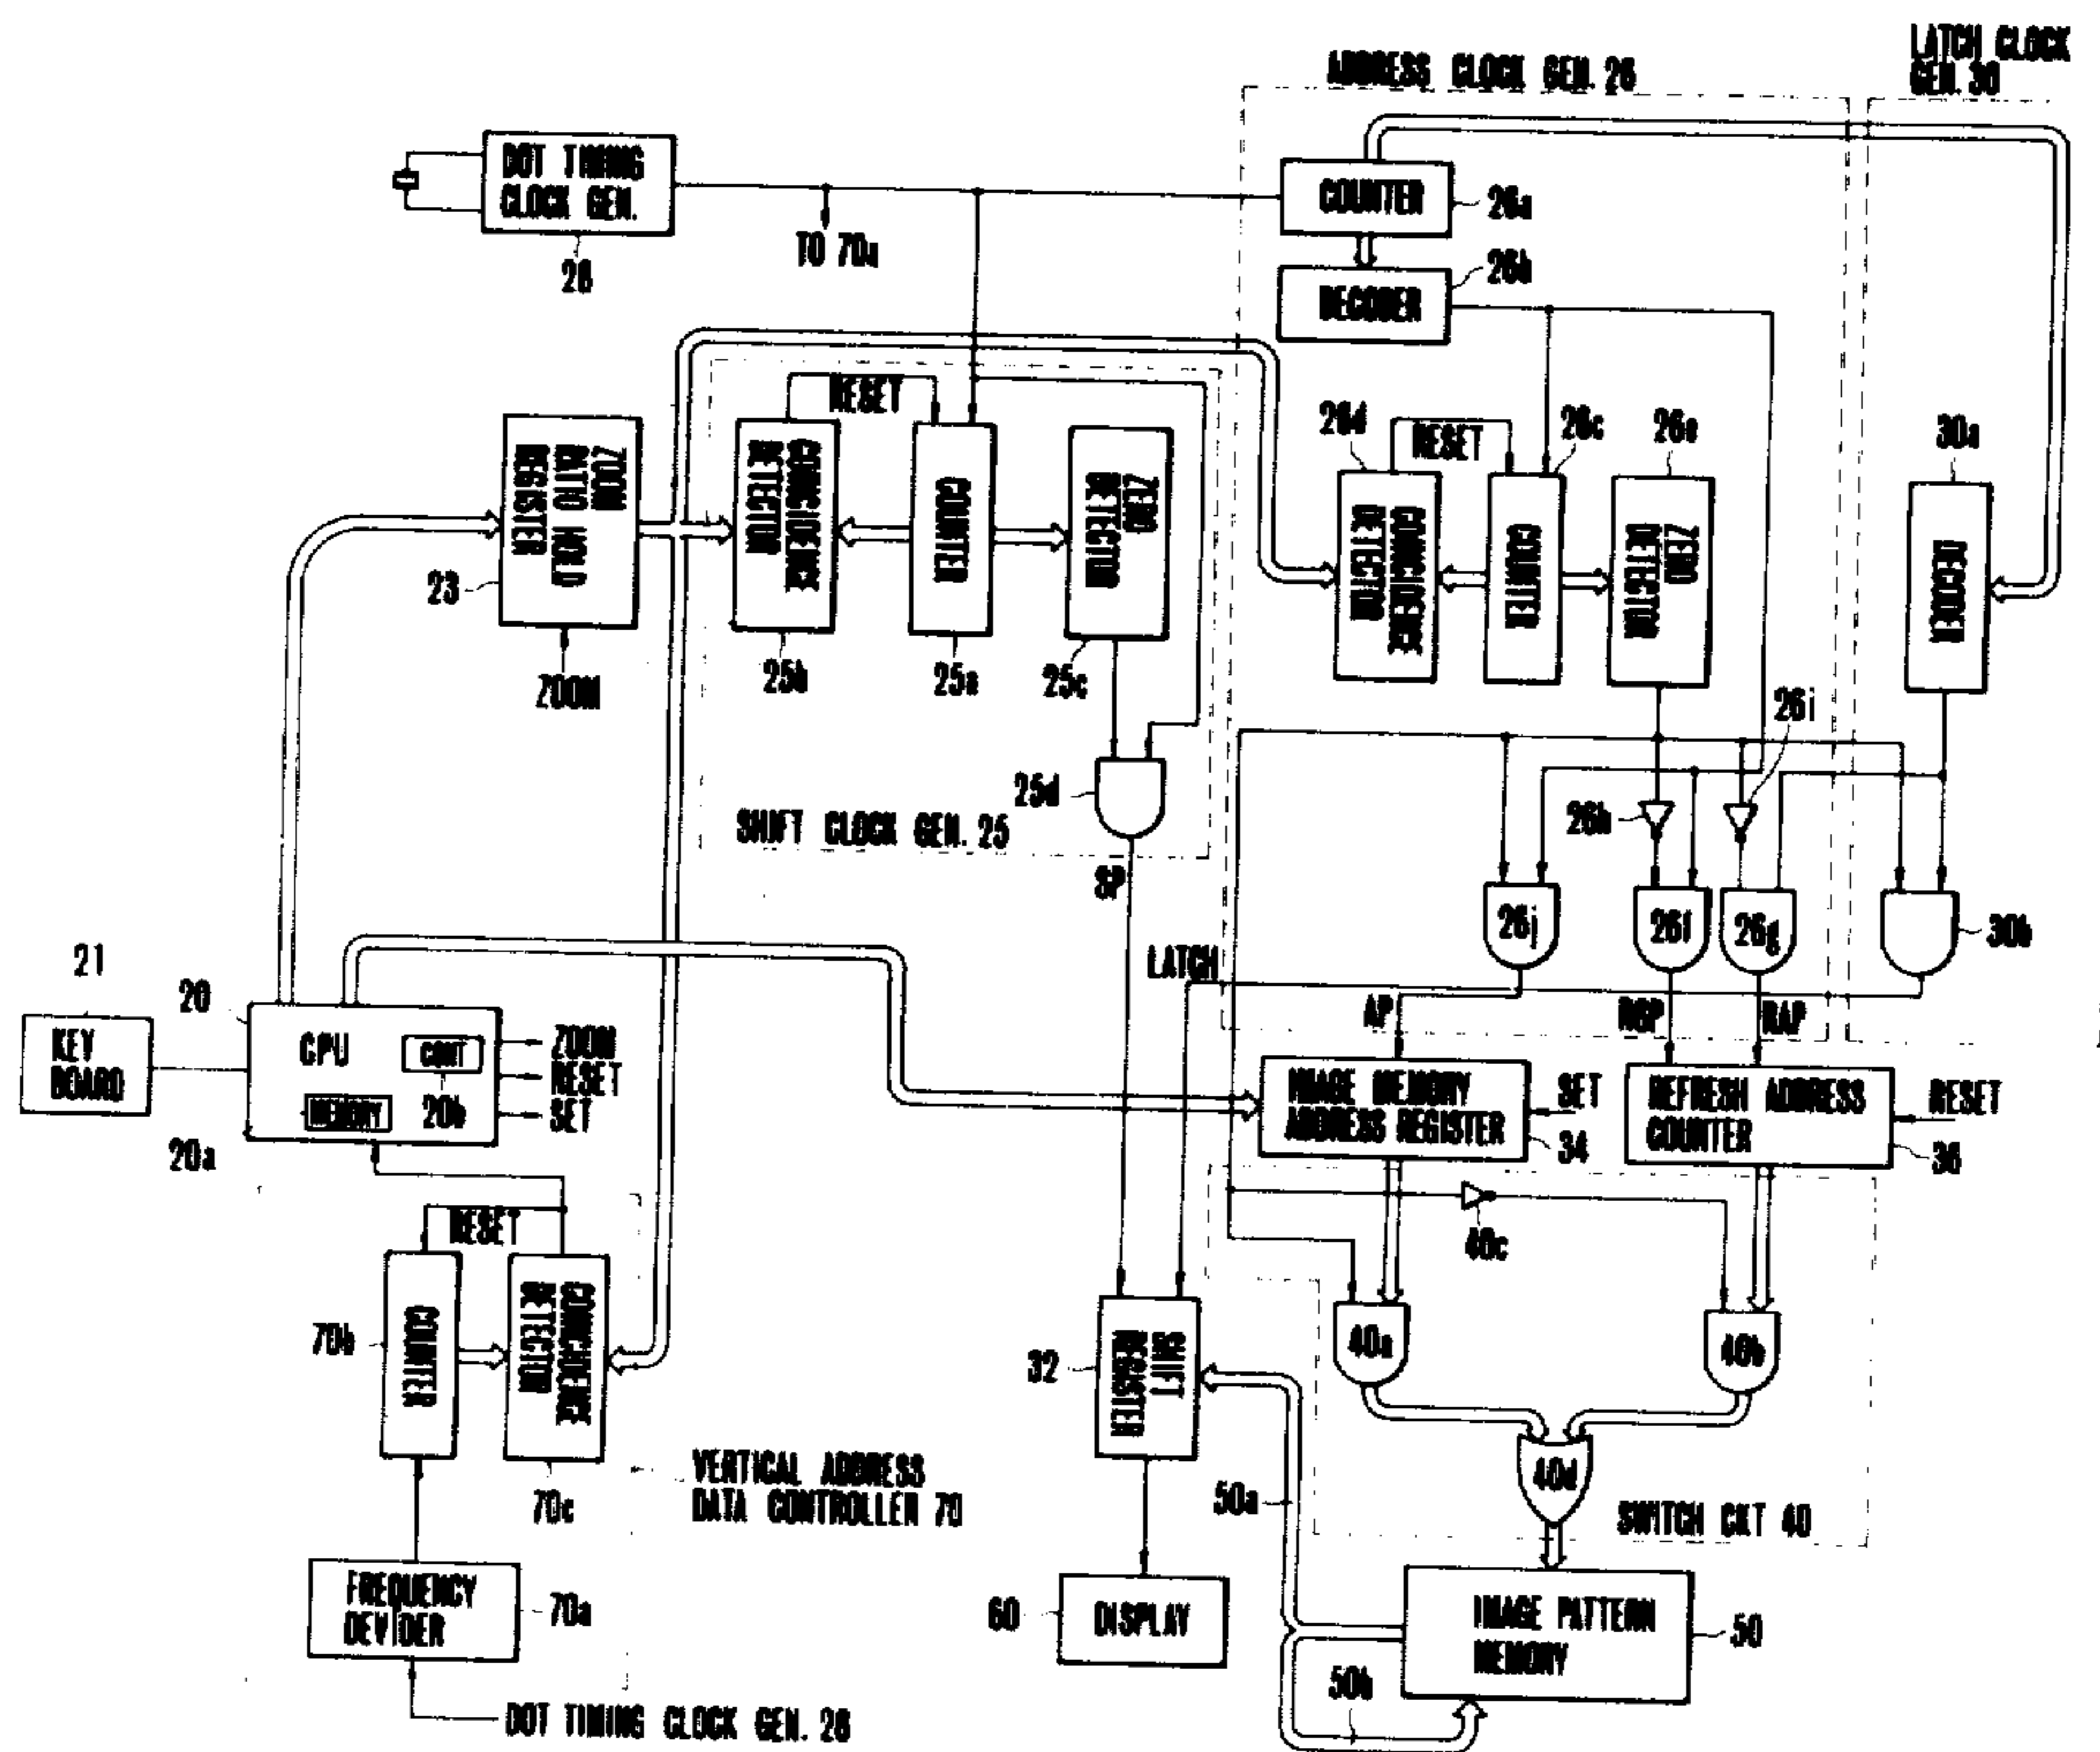 ADDRESS CLOCK GEN. 26
LATCH CLOCK
GEN. 30
DOT TIMING
CLOCK GEN.
28
TO 70a
COUNTER
26a
DECODER
26b
ZOOM
RATIO HOLD
REGISTER
23
ZOOM
RESET
COINCIDENCE
DETECTOR
25b
COUNTER
25a
ZERO
DETECTOR
25c
25d
SHIFT CLOCK GEN. 25
SP
26d
RESET
26c
26e
COINCIDENCE
DETECTOR
COUNTER
ZERO
DETECTOR
30a
DECODER
26i
26h
26j
26f
26g
30b
LATCH
AP
RGP
RAP
21
KEY
BOARD
20
CPU
CONT
20b
MEMORY
20a
ZOOM
RESET
SET
IMAGE MEMORY
ADDRESS REGISTER
SET
34
REFRESH ADDRESS
COUNTER
RESET
36
RESET
COUNTER
70b
COINCIDENCE
DETECTOR
70c
VERTICAL ADDRESS
DATA CONTROLLER 70
FREQUENCY
DEVIDER
70a
DOT TIMING CLOCK GEN. 28
32
SHIFT
REGISTER
40c
40a
40b
40d
SWITCH CKT 40
50a
60
DISPLAY
IMAGE PATTERN
MEMORY
50
50b